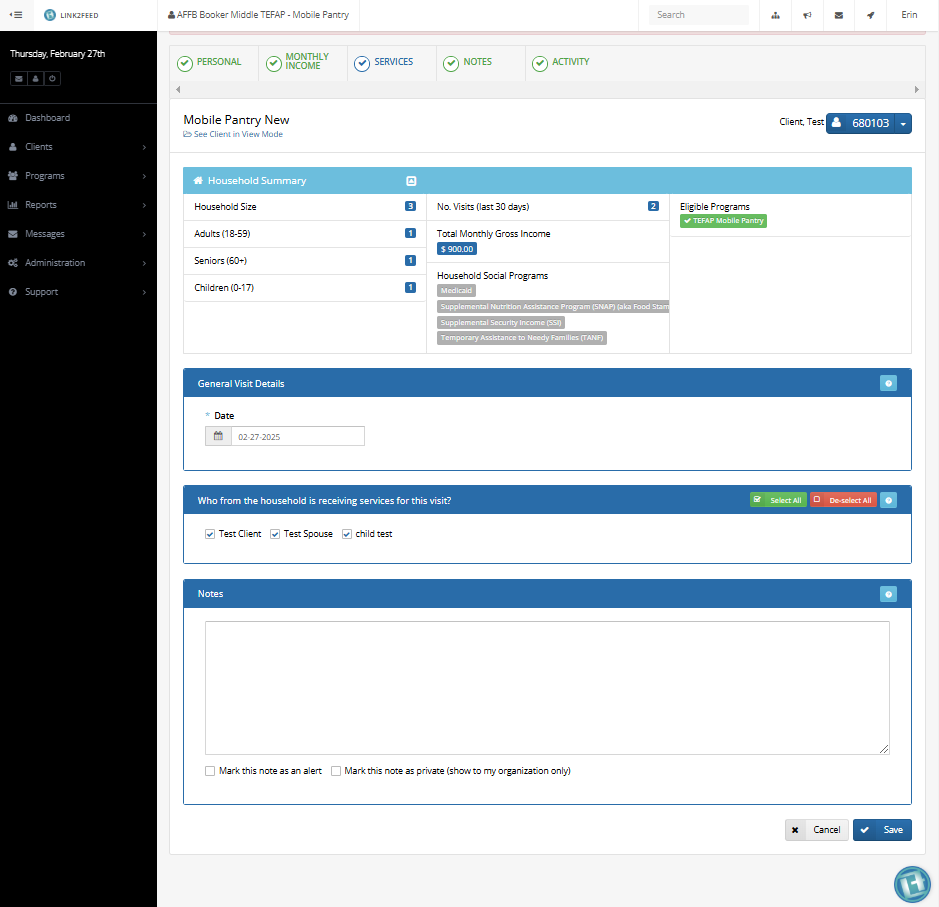 LINK2FEED
AFFB Booker Middle TEFAP - Mobile Pantry
Search
Erin
Thursday, February 27th
Dashboard
Clients
Programs
Reports
Messages
Administration
Support
PERSONAL
MONTHLY
INCOME
SERVICES
NOTES
ACTIVITY
Mobile Pantry New
See Client in View Mode
Client, Test
680103
Household Summary
Household Size 3
Adults (18-59) 1
Seniors (60+) 1
Children (0-17) 1
No. Visits (last 30 days) 2
Total Monthly Gross Income
$ 900.00
Household Social Programs
Medicaid
Supplemental Nutrition Assistance Program (SNAP) (aka Food Stam
Supplemental Security Income (SSI)
Temporary Assistance to Needy Families (TANF)
Eligible Programs
TEFAP Mobile Pantry
General Visit Details
* Date
02-27-2025
Who from the household is receiving services for this visit?
Select All
De-select All
Test Client Test Spouse child test
Notes
Mark this note as an alert Mark this note as private (show to my organization only)
Cancel
Save